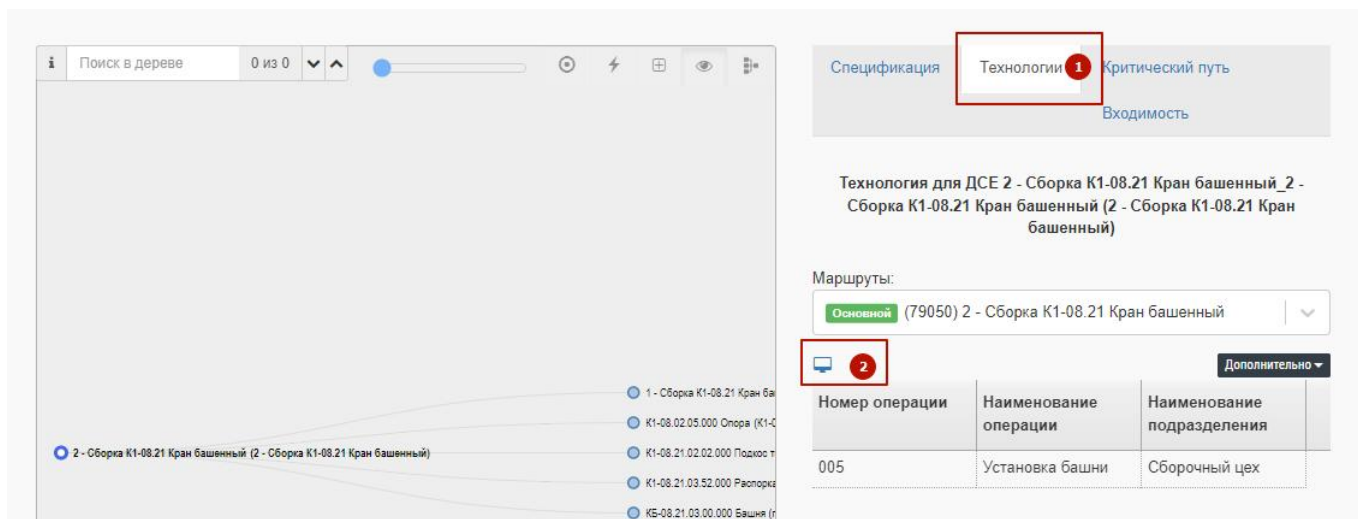 i Поиск в дереве 0 из 0
Спецификация Технологии 1 Критический путь
Входимость
Технология для ДСЕ 2 - Сборка К1-08.21 Кран башенный_2 -
Сборка К1-08.21 Кран башенный (2 - Сборка К1-08.21 Кран
башенный)
Маршруты:
Основной (79050) 2 - Сборка К1-08.21 Кран башенный
2 Дополнительно
Номер операции
Наименование
операции
Наименование
подразделения
005 Установка башни Сборочный цех
2 - Сборка К1-08.21 Кран башенный (2 - Сборка К1-08.21 Кран башенный)
1 - Сборка К1-08.21 Кран
К1-08.02.05.000 Опора
К1-08.21.02.02.000 Подкос
К1-08.21.03.52.000 Распорка
КБ-08.21.03.00.000 Башня